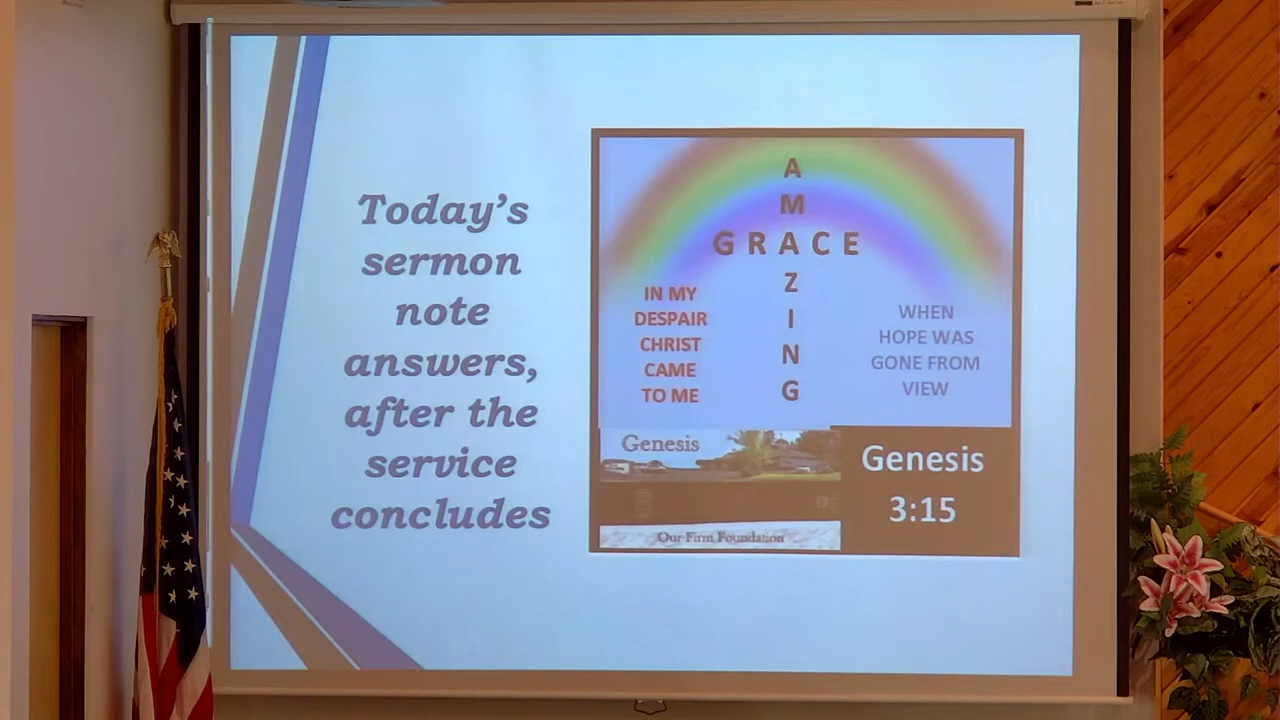 Today's
sermon
note
answers,
after the
service
concludes
A
M
GRACE
Z
I
N
G
IN MY
DESPAIR
CHRIST
CAME
TO ME
WHEN
HOPE WAS
GONE FROM
VIEW
Genesis
Our Firm Foundation
Genesis
3:15